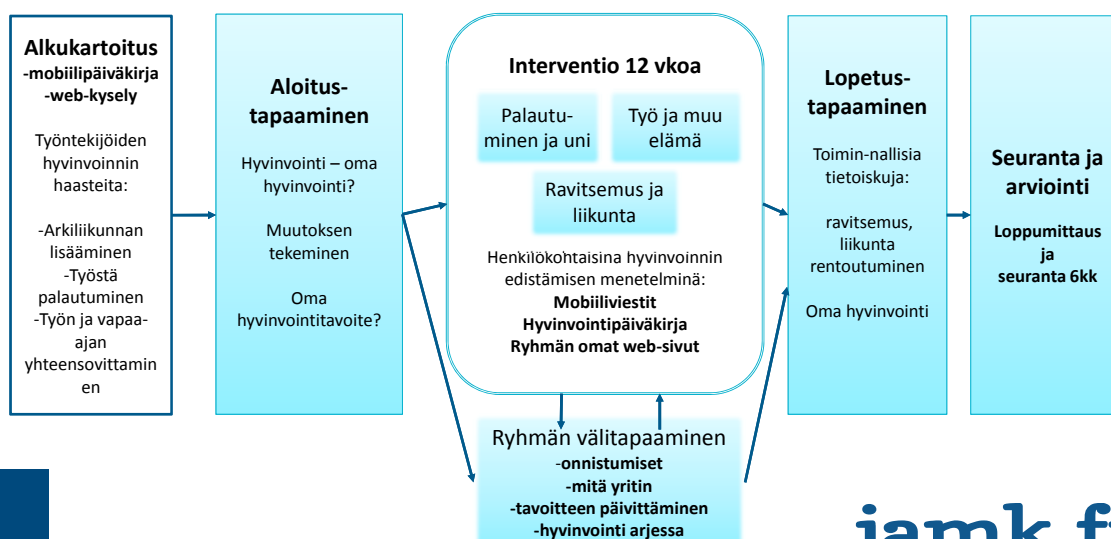 Alkukartoitus
-mobiilipäiväkirja
-web-kysely
Työntekijöiden
hyvinvoinnin
haasteita:
-Arkiliikunnan
lisääminen
-Työstä
palautuminen
-Työn ja vapaa-
ajan
yhteensovittamin
en
Aloitus-
tapaaminen
Hyvinvointi – oma
hyvinvointi?
Muutoksen
tekeminen
Oma
hyvinvointitavoite?
Interventio 12 vkoa
Palautu-
minen ja uni
Työ ja muu
elämä
Ravitsemus ja
liikunta
Henkilökohtaisina hyvinvoinnin
edistämisen menetelminä:
Mobiiliviestit
Hyvinvointipäiväkirja
Ryhmän omat web-sivut
Ryhmän välitapaaminen
-onnistumiset
-mitä yritin
-tavoitteen päivittäminen
-hyvinvointi arjessa
Lopetus-
tapaaminen
Toimin-nallisia
tietoiskuja:
ravitsemus,
liikunta
rentoutuminen
Oma hyvinvointi
Seuranta ja
arviointi
Loppumittaus
ja
seuranta 6kk
jamk.fi